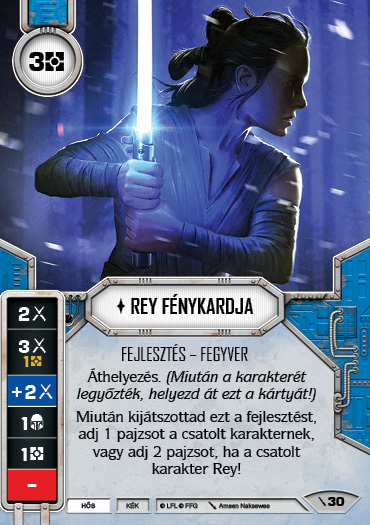 3
REY FÉNYKARDJA
2
3
1
+2
1
1
–
FEJLESZTÉS – FEGYVER
Áthelyezés. (Miután a karakterét
legyőzték, helyezd át ezt a kártyát!)
Miután kijátszottad ezt a fejlesztést,
adj 1 pajzsot a csatolt karakternek,
vagy adj 2 pajzsot, ha a csatolt
karakter Rey!
HŐS
KÉK
© LFL © FFG
Ameen Naksewee
30